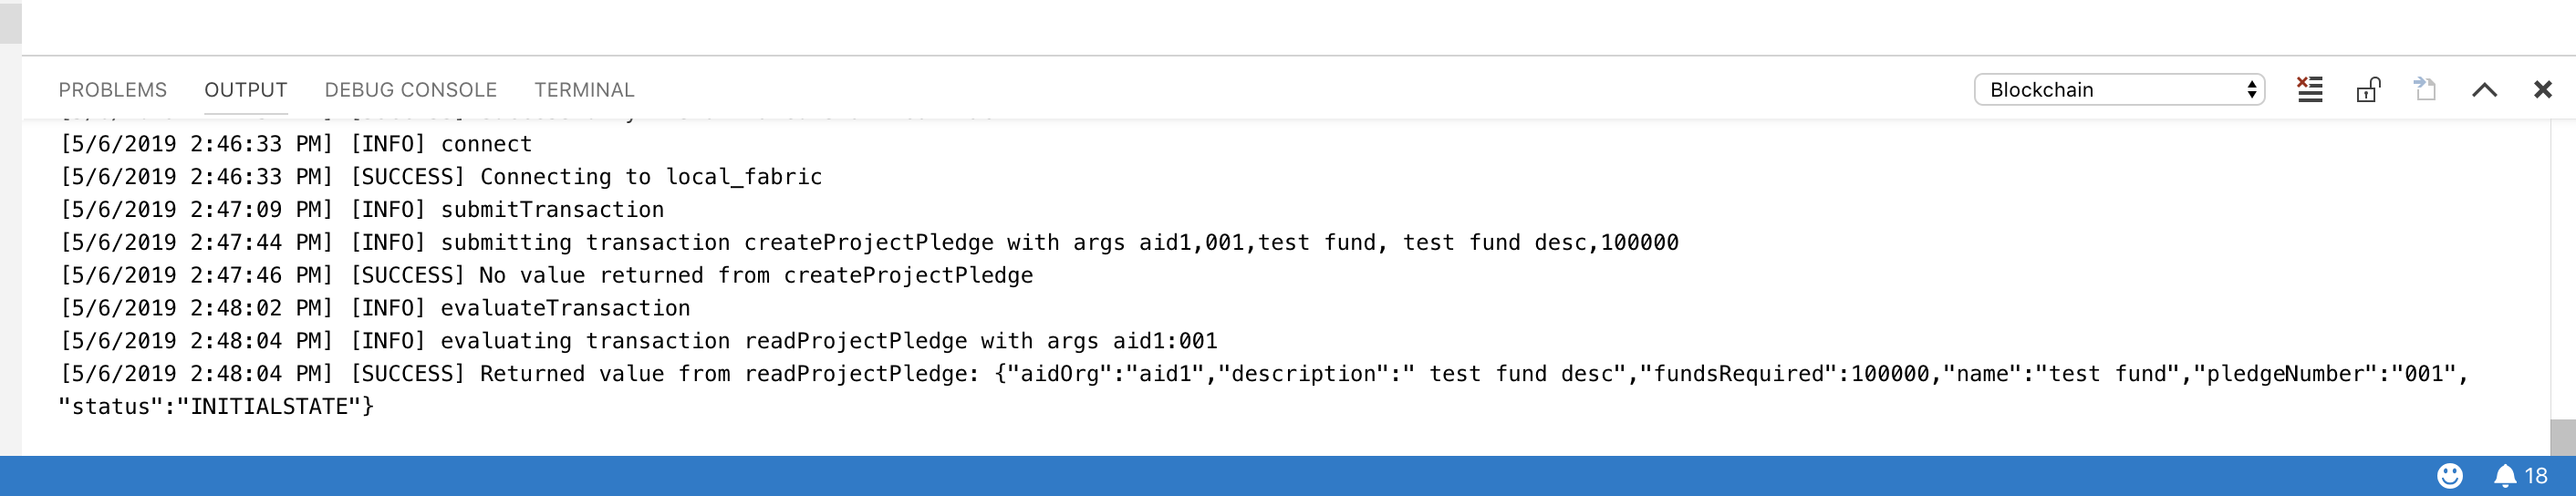 PROBLEMS OUTPUT DEBUG CONSOLE TERMINAL Blockchain
[5/6/2019 2:46:33 PM] [INFO] connect
[5/6/2019 2:46:33 PM] [SUCCESS] Connecting to local_fabric
[5/6/2019 2:47:09 PM] [INFO] submitTransaction
[5/6/2019 2:47:44 PM] [INFO] submitting transaction createProjectPledge with args aid1,001,test fund, test fund desc,100000
[5/6/2019 2:47:46 PM] [SUCCESS] No value returned from createProjectPledge
[5/6/2019 2:48:02 PM] [INFO] evaluateTransaction
[5/6/2019 2:48:04 PM] [INFO] evaluating transaction readProjectPledge with args aid1:001
[5/6/2019 2:48:04 PM] [SUCCESS] Returned value from readProjectPledge: {"aidOrg":"aid1","description":" test fund desc","fundsRequired":100000,"name":"test fund","pledgeNumber":"001",
"status":"INITIALSTATE"}
18